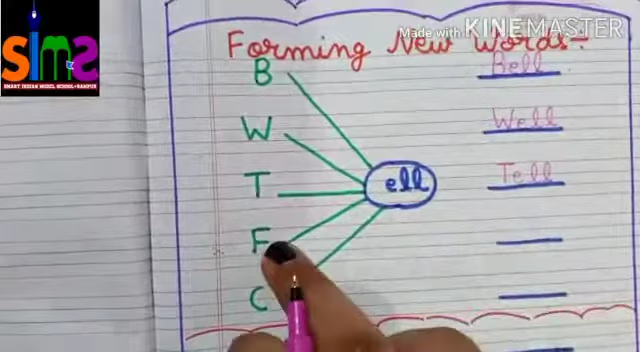 Made with KINEMASTER
SIMS
SMART INDIAN MODEL SCHOOL-RAMPUR
Forming New Words:-
B Bell
W Well
T ell Tell
F
C